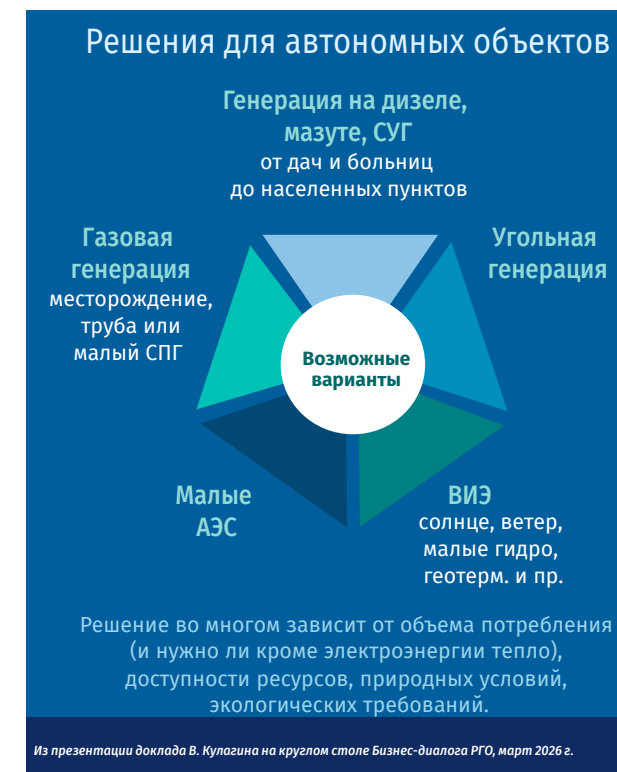 Решения для автономных объектов
Генерация на дизеле,
мазуте, СУГ
от дач и больниц
до населенных пунктов
Газовая
генерация
месторождение,
труба или
малый СПГ
Угольная
генерация
Возможные
варианты
Малые
АЭС
ВИЭ
солнце, ветер,
малые гидро,
геотерм. и пр.
Решение во многом зависит от объема потребления
(и нужно ли кроме электроэнергии тепло),
доступности ресурсов, природных условий,
экологических требований.
Из презентации доклада В. Кулагина на круглом столе Бизнес-диалога РГО, март 2026 г.